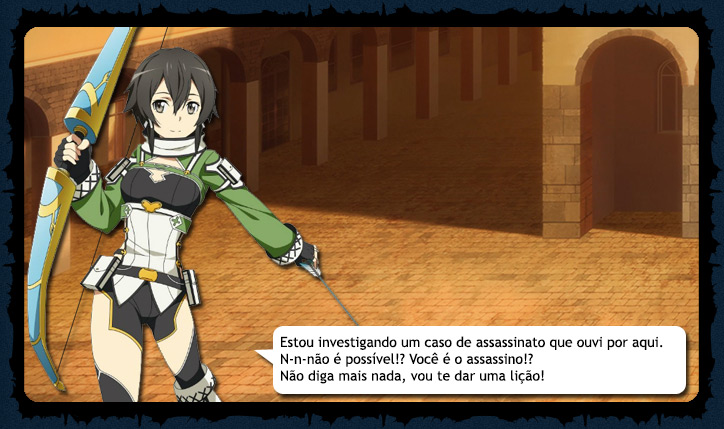 Estou investigando um caso de assassinato que ouvi por aqui.
N-n-não é possível!? Você é o assassino!?
Não diga mais nada, vou te dar uma lição!